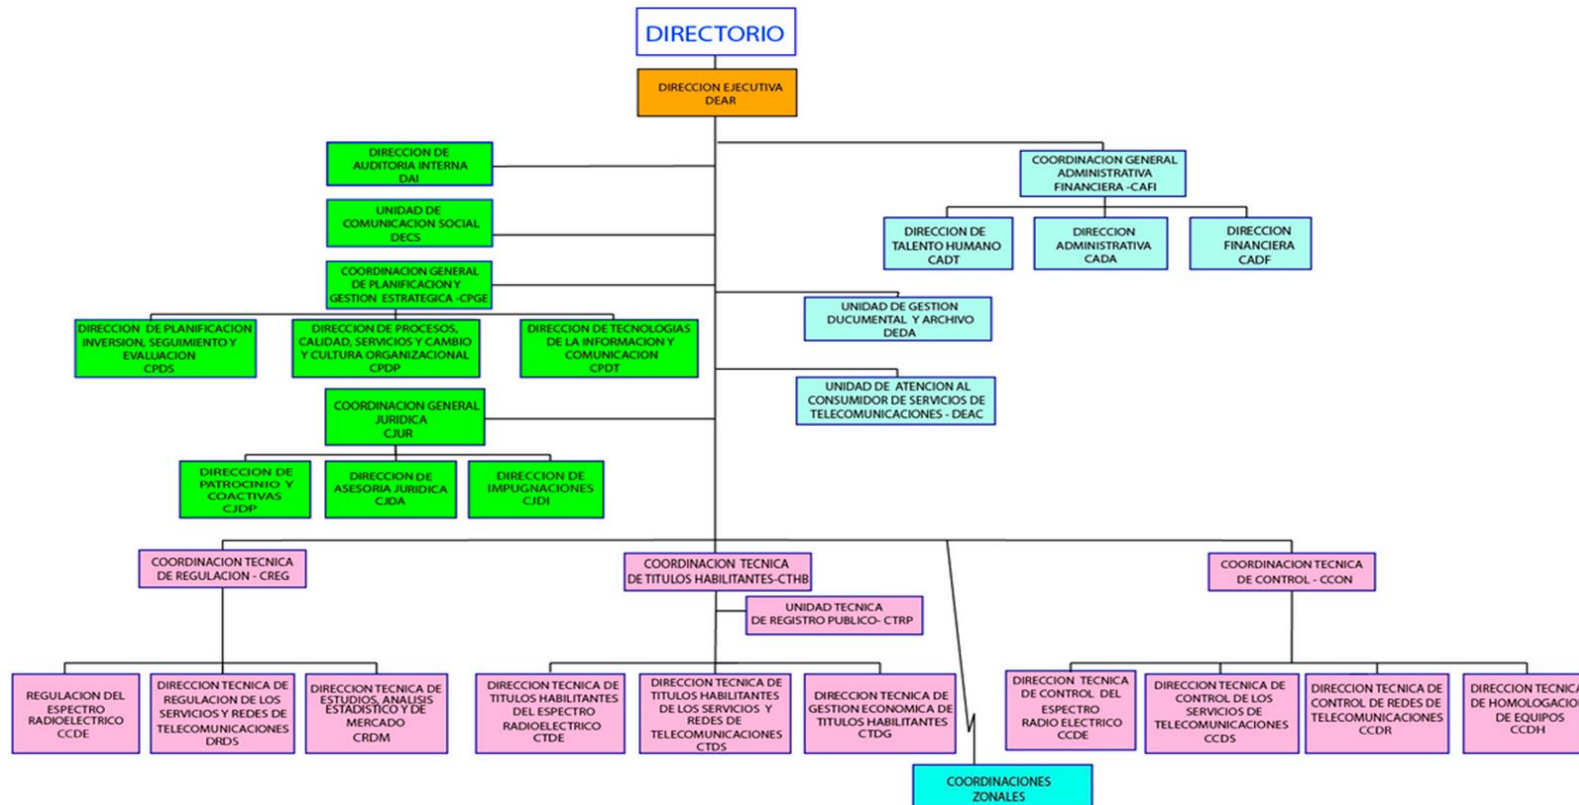 DIRECTORIO
DIRECCION EJECUTIVA
DEAR
DIRECCION DE
AUDITORIA INTERNA
DAI
COORDINACION GENERAL
ADMINISTRATIVA
FINANCIERA -CAFI
UNIDAD DE
COMUNICACION SOCIAL
DECS
DIRECCION DE
TALENTO HUMANO
CADT
DIRECCION
ADMINISTRATIVA
CADA
DIRECCION
FINANCIERA
CADF
COORDINACION GENERAL
DE PLANIFICACION Y
GESTION ESTRATEGICA -CPGE
UNIDAD DE GESTION
DUCUMENTAL Y ARCHIVO
DEDA
DIRECCION DE PLANIFICACION
INVERSION, SEGUIMIENTO Y
EVALUACION
CPDS
DIRECCION DE PROCESOS,
CALIDAD, SERVICIOS Y CAMBIO
Y CULTURA ORGANIZACIONAL
CPDP
DIRECCION DE TECNOLOGIAS
DE LA INFORMACION Y
COMUNICACION
CPDT
UNIDAD DE ATENCION AL
CONSUMIDOR DE SERVICIOS DE
TELECOMUNICACIONES - DEAC
COORDINACION GENERAL
JURIDICA
CJUR
DIRECCION DE
PATROCINIO Y
COACTIVAS
CJDP
DIRECCION DE
ASESORIA JURIDICA
CJDA
DIRECCION DE
IMPUGNACIONES
CJDI
COORDINACION TECNICA
DE REGULACION - CREG
COORDINACION TECNICA
DE TITULOS HABILITANTES-CTHB
COORDINACION TECNICA
DE CONTROL - CCON
UNIDAD TECNICA
DE REGISTRO PUBLICO- CTRP
REGULACION DEL
ESPECTRO
RADIOELECTRICO
CCDE
DIRECCION TECNICA DE
REGULACION DE LOS
SERVICIOS Y REDES DE
TELECOMUNICACIONES
DRDS
DIRECCION TECNICA DE
ESTUDIOS, ANALISIS
ESTADISTICO Y DE
MERCADO
CRDM
DIRECCION TECNICA DE
TITULOS HABILITANTES
DEL ESPECTRO
RADIOELECTRICO
CTDE
DIRECCION TECNICA DE
TITULOS HABILITANTES
DE LOS SERVICIOS Y
REDES DE
TELECOMUNICACIONES
CTDS
DIRECCION TECNICA DE
GESTION ECONOMICA DE
TITULOS HABILITANTES
CTDG
DIRECCION TECNICA
DE CONTROL DEL
ESPECTRO
RADIO ELECTRICO
CCDE
DIRECCION TECNICA DE
CONTROL DE LOS
SERVICIOS DE
TELECOMUNICACIONES
CCDS
DIRECCION TECNICA DE
CONTROL DE REDES DE
TELECOMUNICACIONES
CCDR
DIRECCION TECNICA
DE HOMOLOGACION
DE EQUIPOS
CCDH
COORDINACIONES
ZONALES